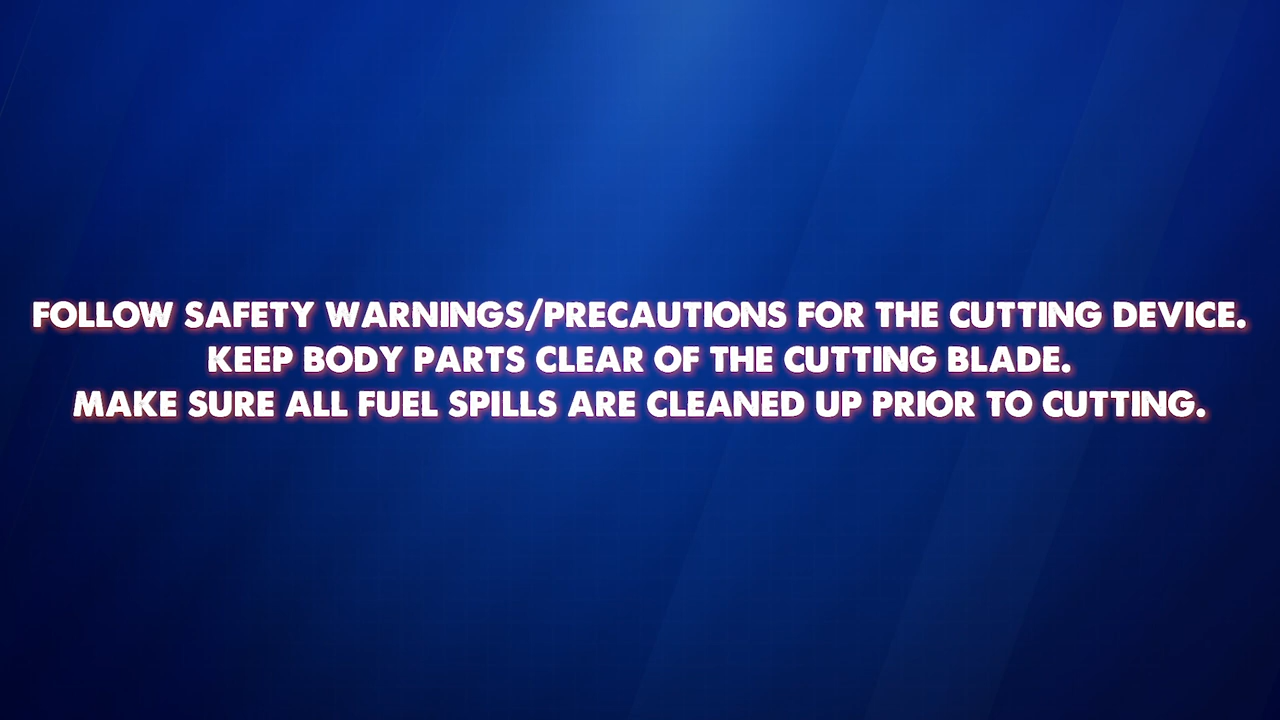 FOLLOW SAFETY WARNINGS/PRECAUTIONS FOR THE CUTTING DEVICE.
KEEP BODY PARTS CLEAR OF THE CUTTING BLADE.
MAKE SURE ALL FUEL SPILLS ARE CLEANED UP PRIOR TO CUTTING.